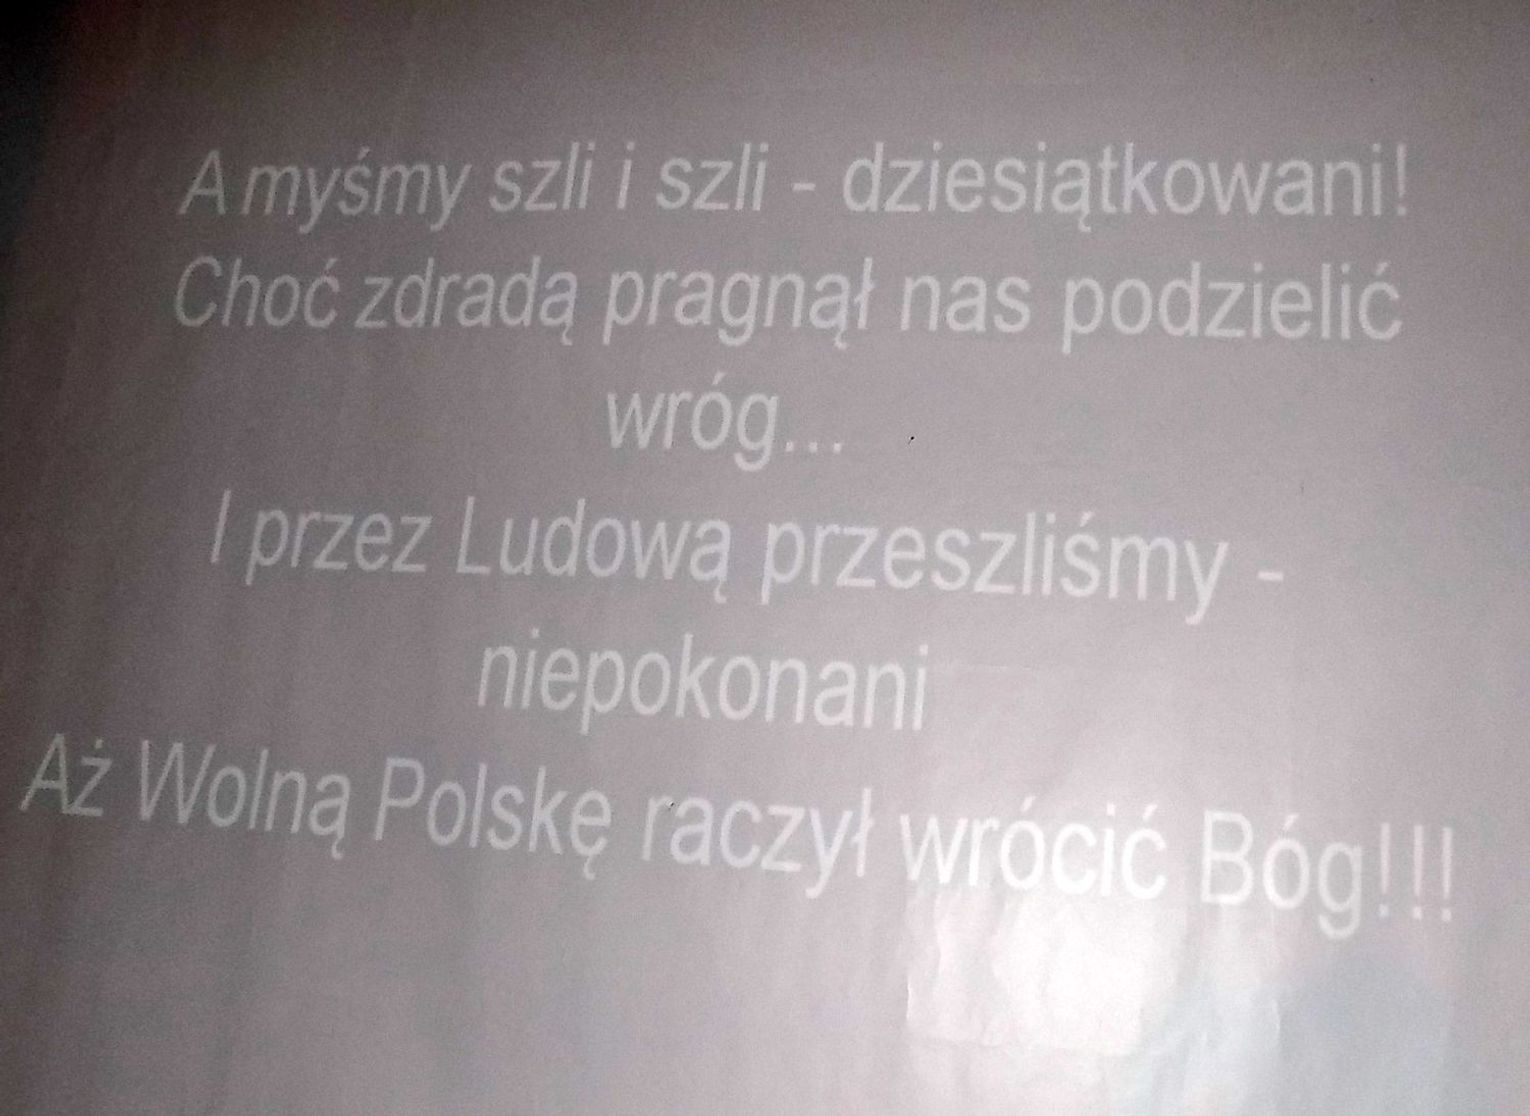 A myśmy szli i szli - dziesiątkowani!
Choć zdradą pragnął nas podzielić
wróg...
I przez Ludową przeszliśmy -
niepokonani
Aż Wolną Polskę raczył wrócić Bóg!!!